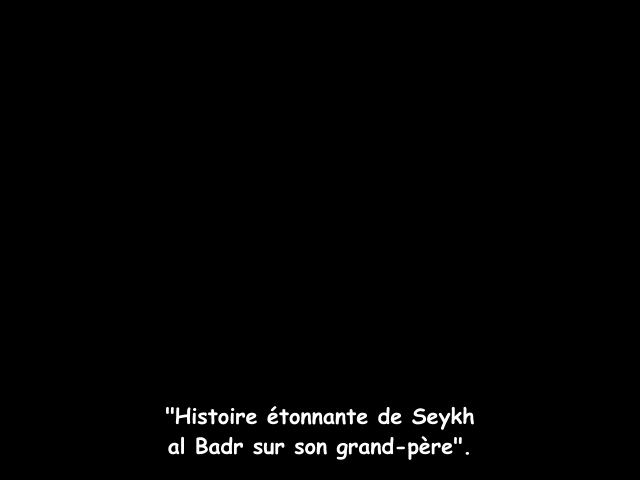 "Histoire étonnante de Seykh
al Badr sur son grand-père".